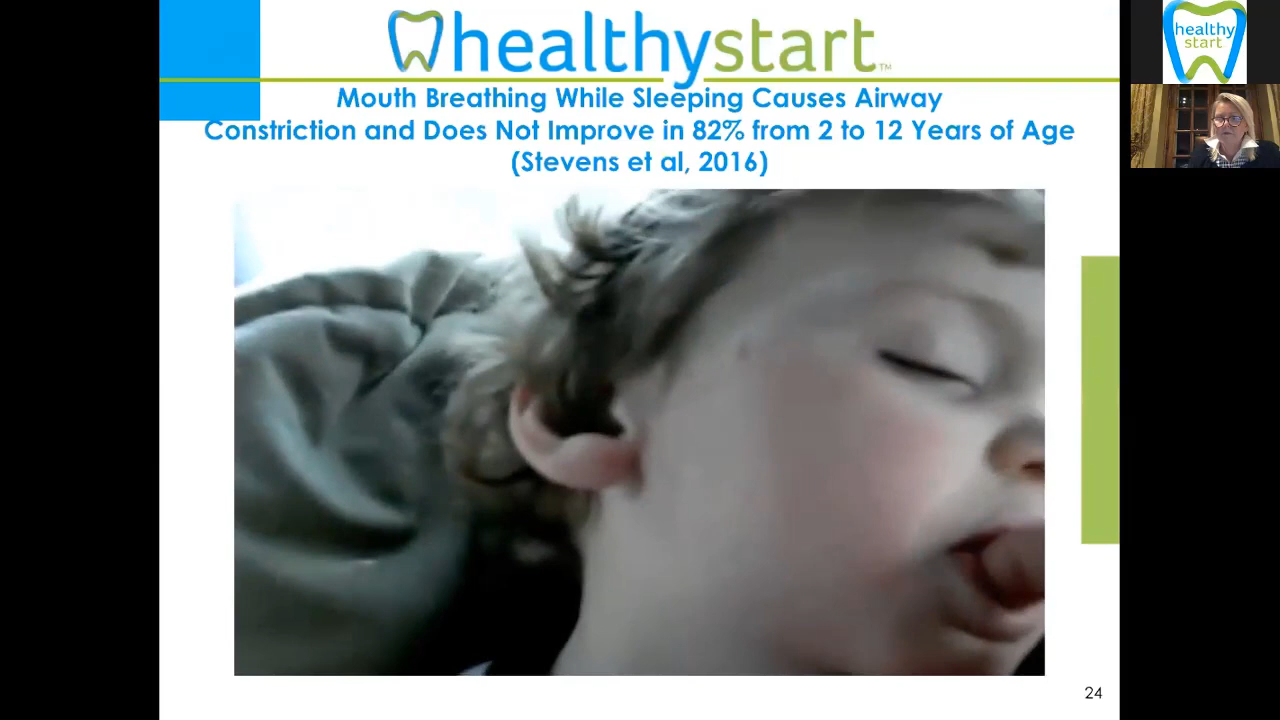 healthystart™
Mouth Breathing While Sleeping Causes Airway
Constriction and Does Not Improve in 82% from 2 to 12 Years of Age
(Stevens et al, 2016)
24
healthy
start